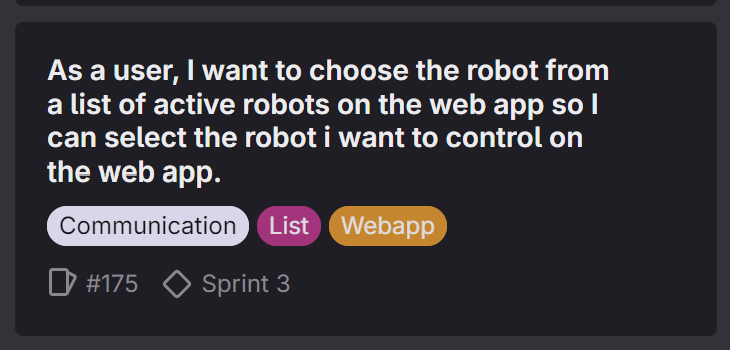 As a user, I want to choose the robot from
a list of active robots on the web app so I
can select the robot i want to control on
the web app.
Communication List Webapp
#175 Sprint 3